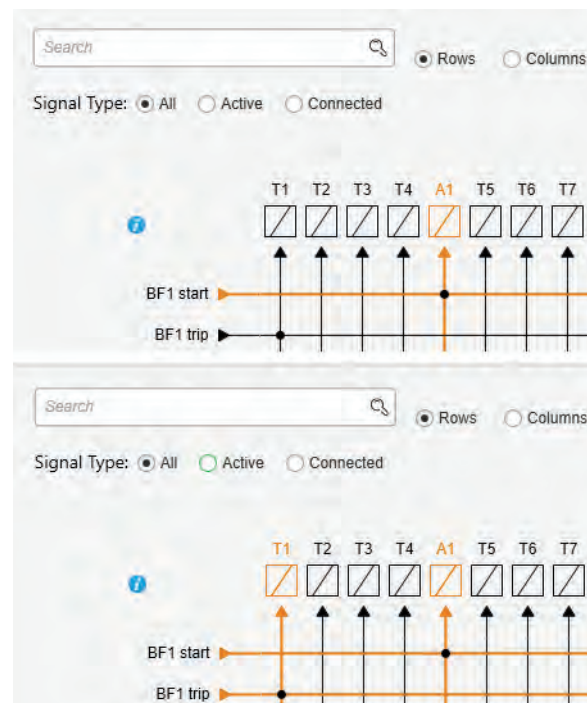 Search
Rows Columns
Signal Type: All Active Connected
T1 T2 T3 T4 A1 T5 T6 T7
i
BF1 start
BF1 trip
Search
Rows Columns
Signal Type: All Active Connected
T1 T2 T3 T4 A1 T5 T6 T7
i
BF1 start
BF1 trip